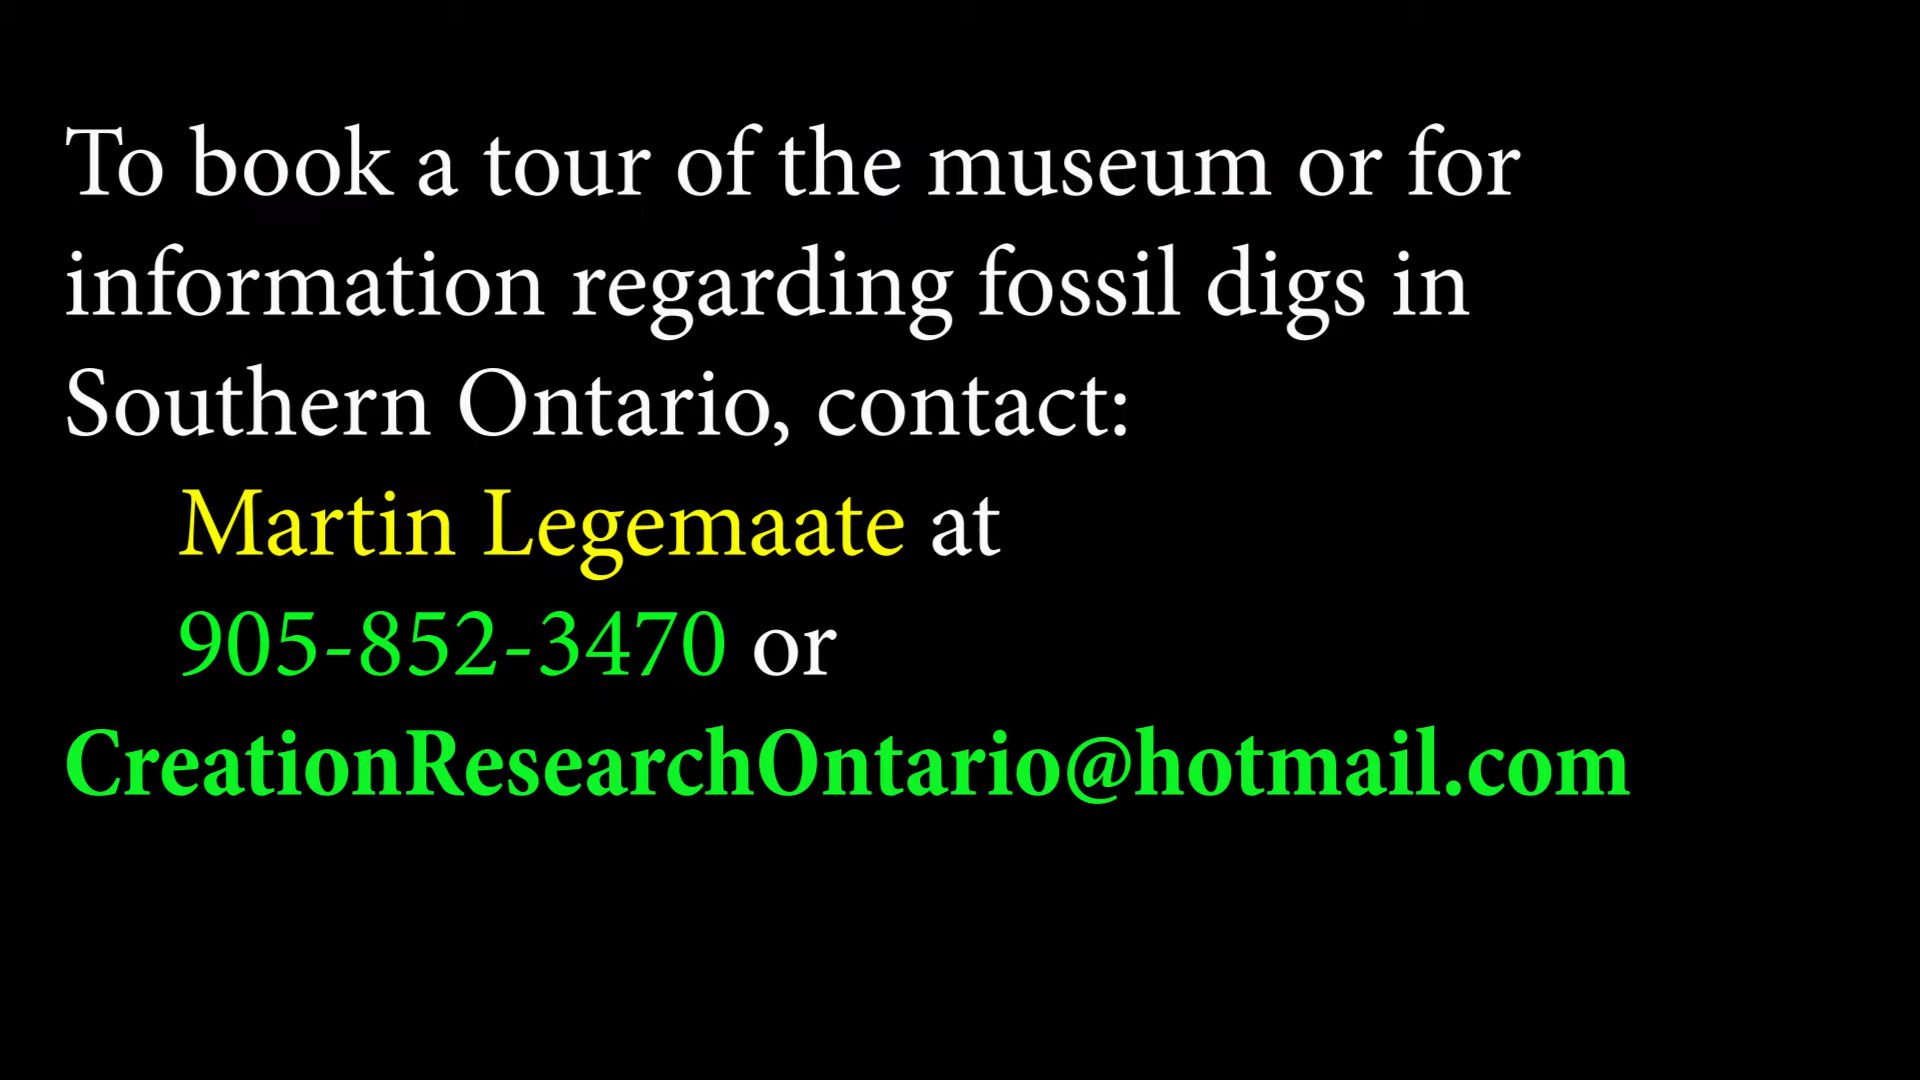 To book a tour of the museum or for
information regarding fossil digs in
Southern Ontario, contact:
Martin Legemaate at
905-852-3470 or
CreationResearchOntario@hotmail.com